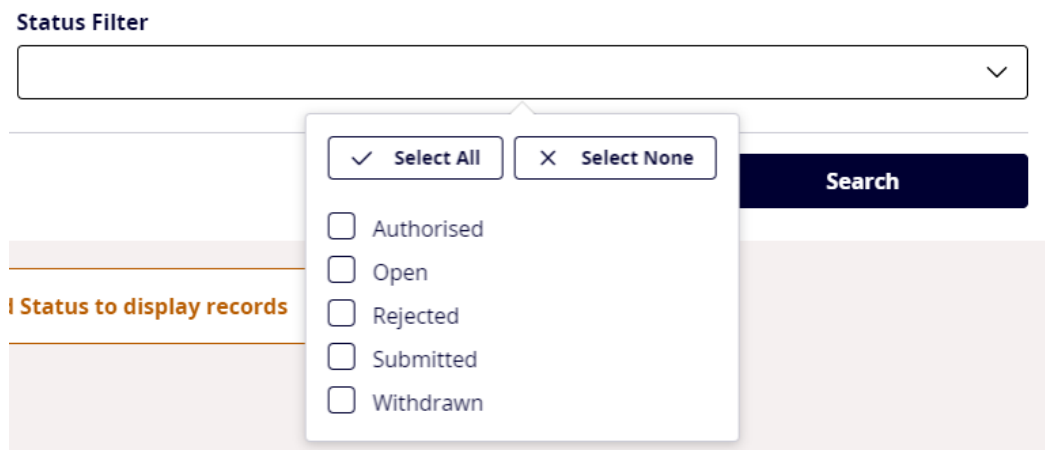 Status Filter
Select All
Select None
Search
Authorised
Open
Status to display records
Rejected
Submitted
Withdrawn